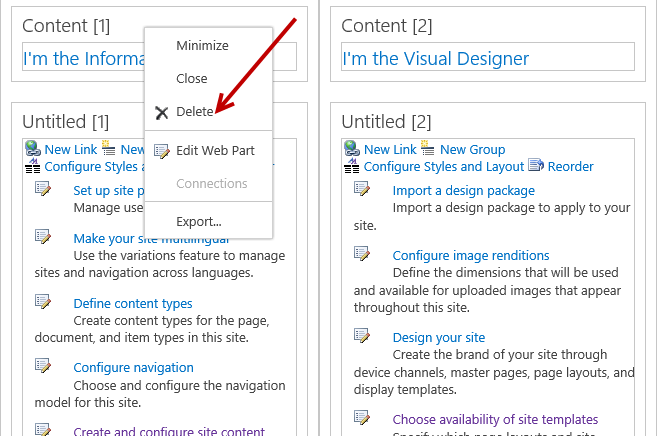 Content [1]
I'm the Informa
Minimize
Close
Delete
Edit Web Part
Connections
Export...
Untitled [1]
New Link New
Configure Styles a
Set up site p
Manage use
Make your site multilingual
Use the variations feature to manage
sites and navigation across languages.
Define content types
Create content types for the page,
document, and item types in this site.
Configure navigation
Choose and configure the navigation
model for this site.
Create and configure site content
Content [2]
I'm the Visual Designer
Untitled [2]
New Link New Group
Configure Styles and Layout Reorder
Import a design package
Import a design package to apply to your
site.
Configure image renditions
Define the dimensions that will be used
and available for uploaded images that appear
throughout this site.
Design your site
Create the brand of your site through
device channels, master pages, page layouts, and
display templates.
Choose availability of site templates
Specify which page layouts and site